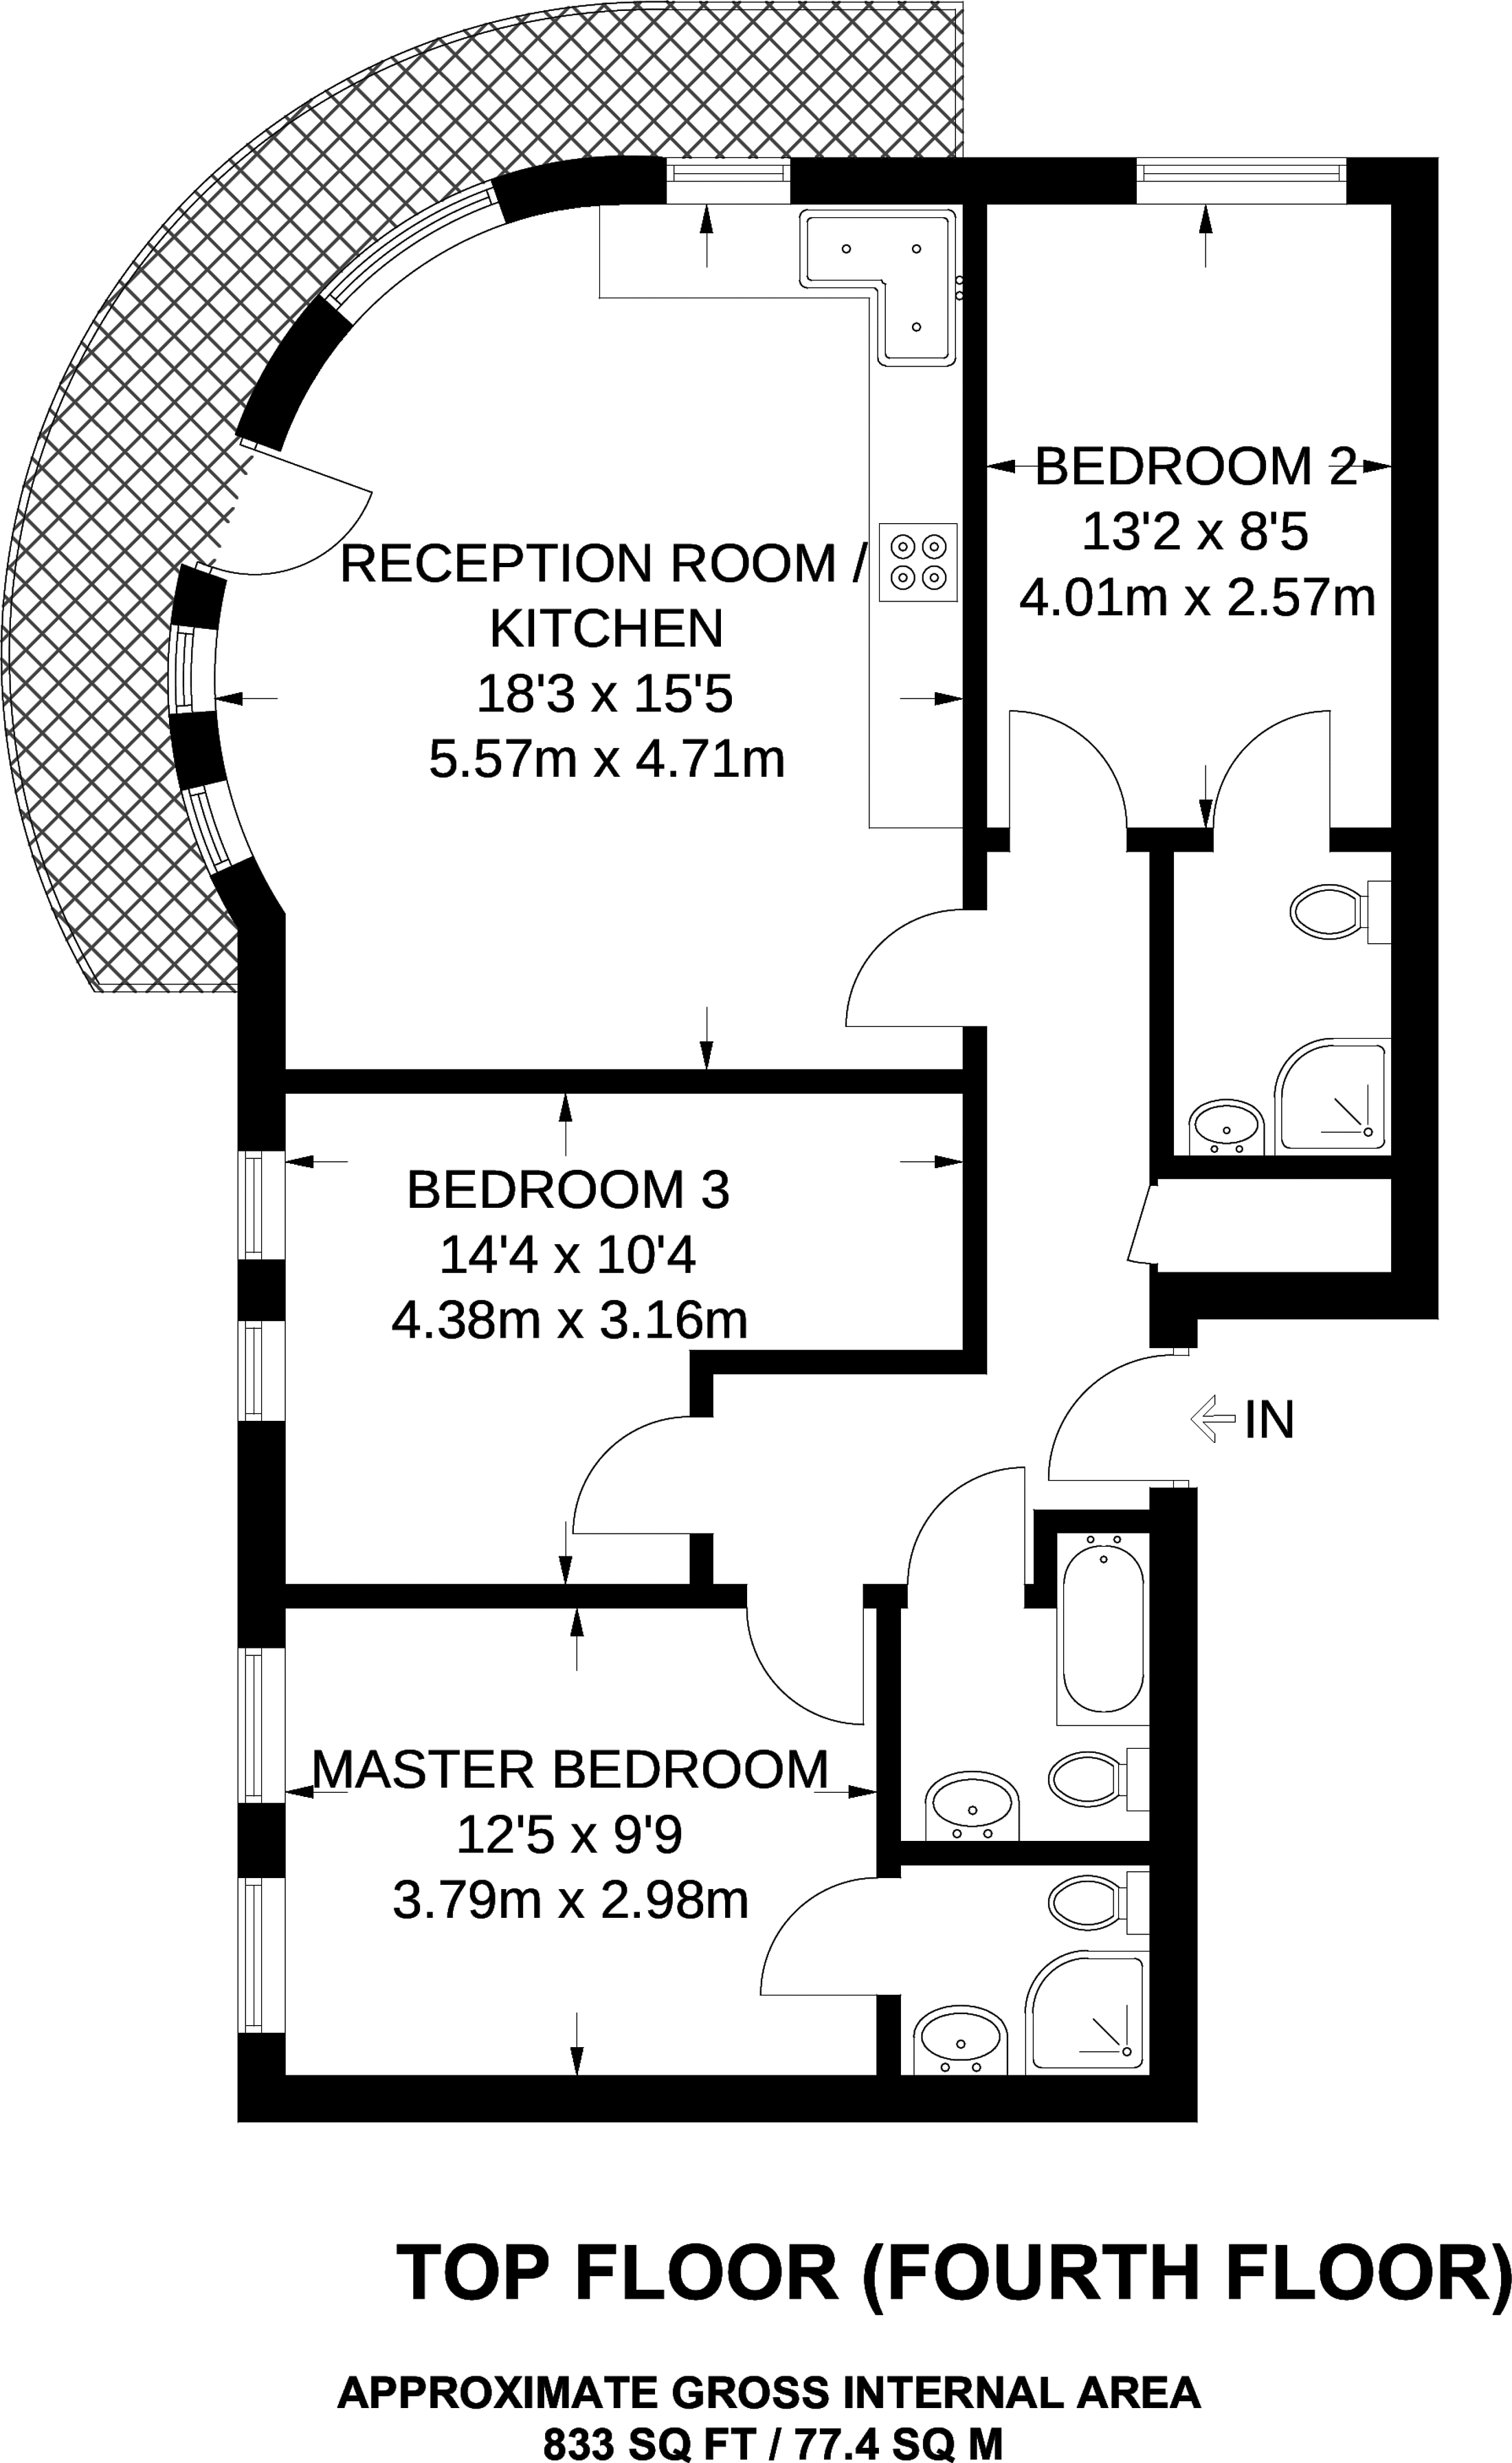 BEDROOM 2
13'2 x 8'5
4.01m x 2.57m
RECEPTION ROOM /
KITCHEN
18'3 x 15'5
5.57m x 4.71m
BEDROOM 3
14'4 x 10'4
4.38m x 3.16m
IN
MASTER BEDROOM
12'5 x 9'9
3.79m x 2.98m
TOP FLOOR (FOURTH FLOOR)
APPROXIMATE GROSS INTERNAL AREA
833 SQ FT / 77.4 SQ M